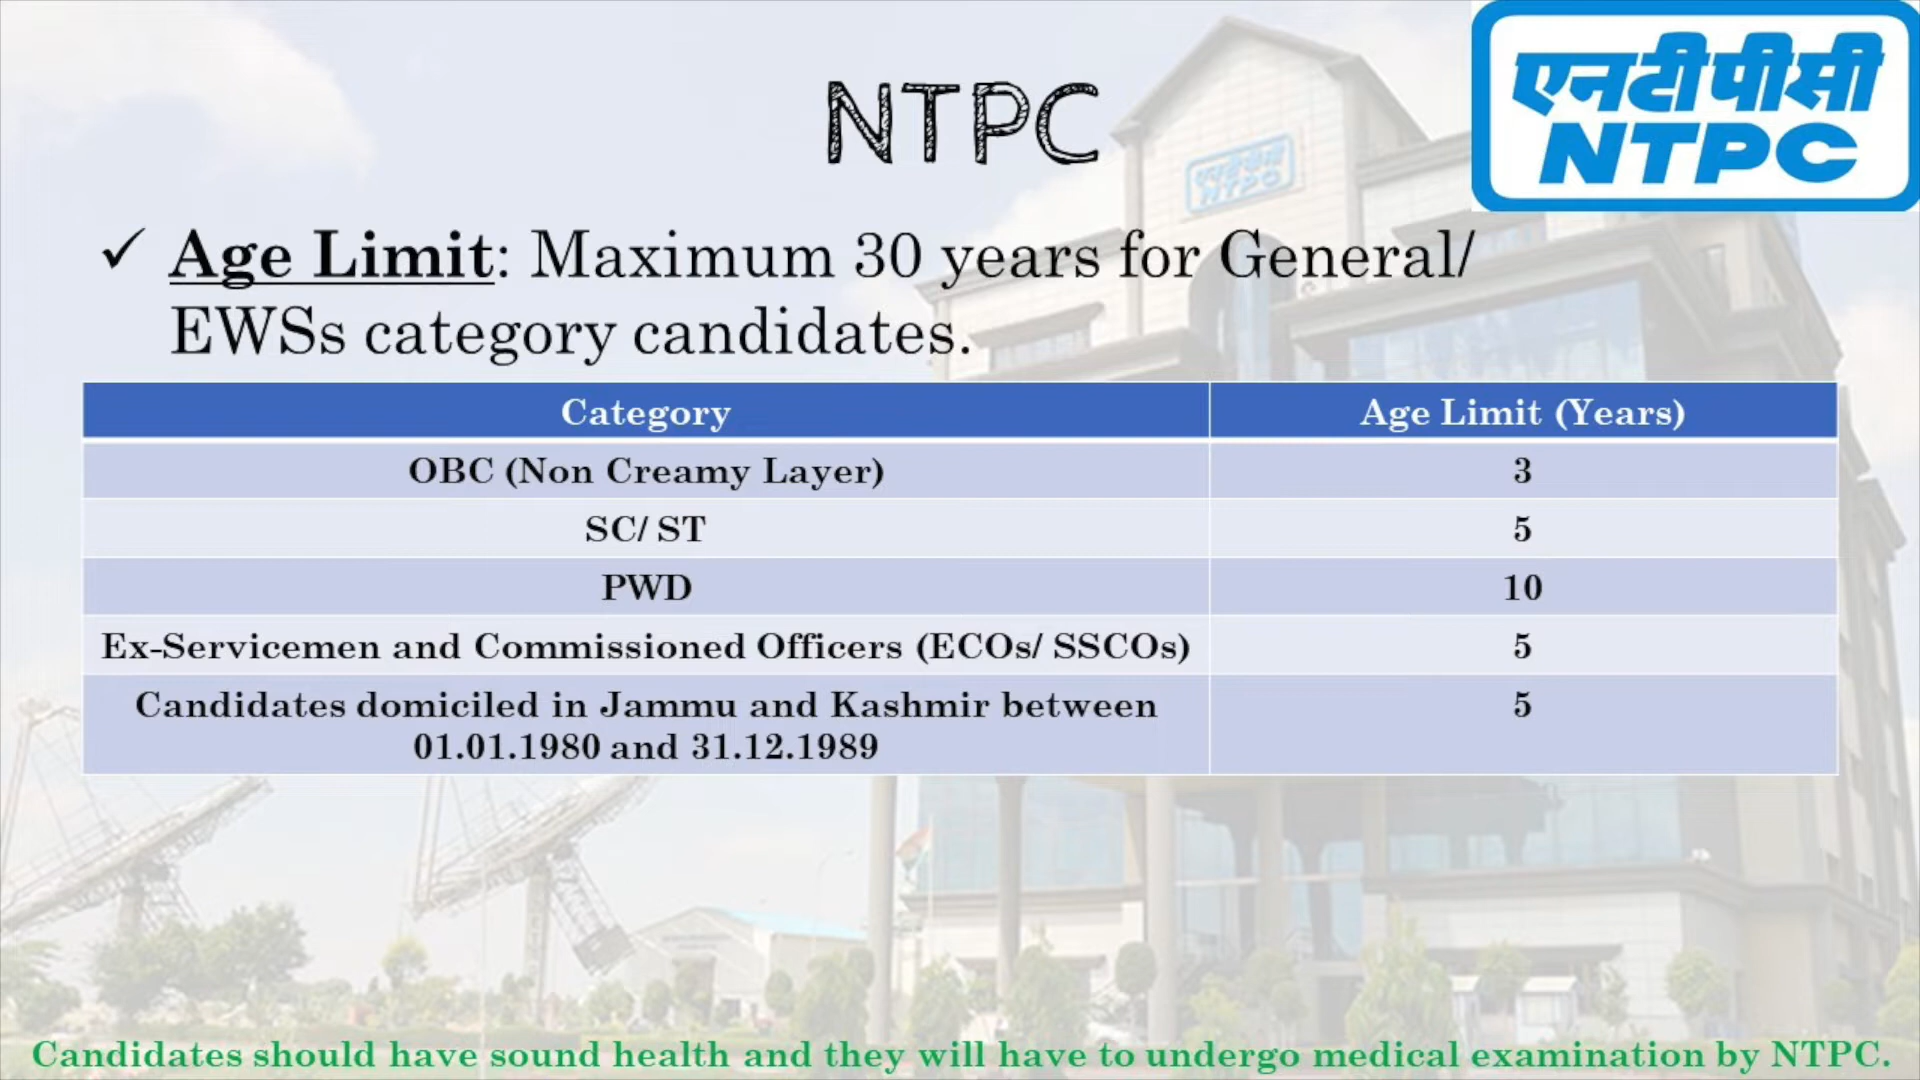 एनटीपीसी
NTPC
NTPC
एनटीपीसी
NTPC
✓ Age Limit: Maximum 30 years for General/
EWSs category candidates.
Category Age Limit (Years)
OBC (Non Creamy Layer) 3
SC/ ST 5
PWD 10
Ex-Servicemen and Commissioned Officers (ECOs/ SSCOs) 5
Candidates domiciled in Jammu and Kashmir between 5
01.01.1980 and 31.12.1989
Candidates should have sound health and they will have to undergo medical examination by NTPC.